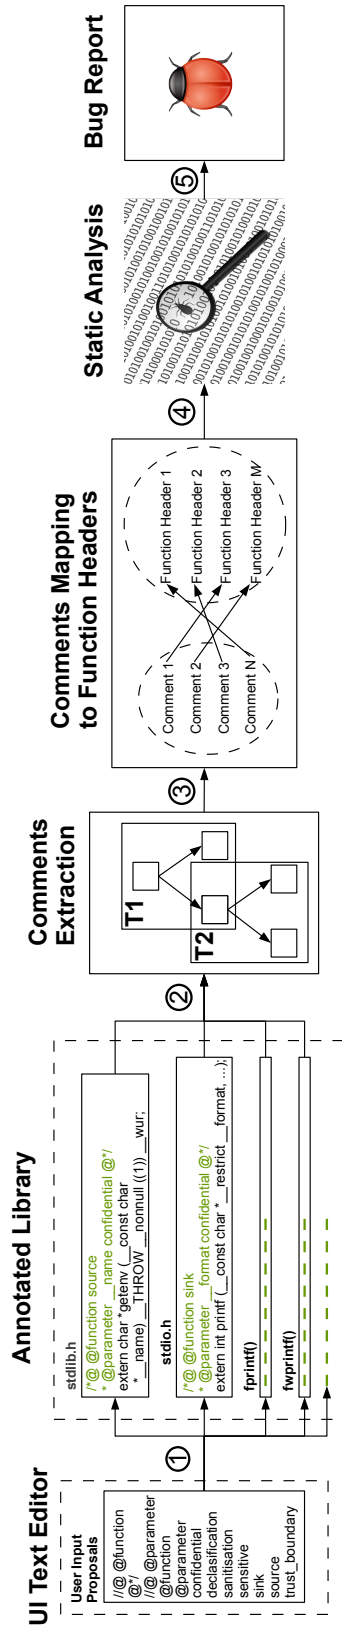 UI Text Editor
User Input
Proposals
//@ @function
@*/
//@ @parameter
@function
@parameter
confidential
declasification
sanitisation
sensitive
sink
source
trust_boundary
①
Annotated Library
stdlib.h
/*@ @function source
* @parameter __name confidential @*/
extern char *getenv (__const char
* __name) __THROW __nonnull ((1)) __wur;
stdio.h
/*@ @function sink
* @parameter __format confidential @*/
extern int printf (__const char * __restrict __format, ...);
fprintf()
fwprintf()
②
Comments
Extraction
T1
T2
③
Comments Mapping
to Function Headers
Comment 1
Comment 2
Comment 3
Comment N
Function Header 1
Function Header 2
Function Header 3
Function Header M
④
Static Analysis
⑤
Bug Report